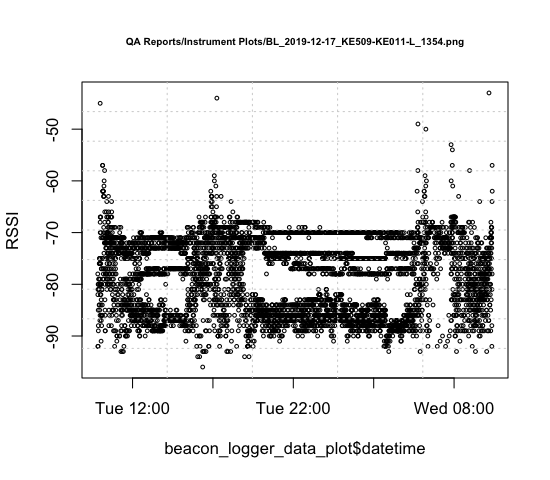 QA Reports/Instrument Plots/BL_2019-12-17_KE509-KE011-L_1354.png
RSSI
-50
-60
-70
-80
-90
Tue 12:00 Tue 22:00 Wed 08:00
beacon_logger_data_plot$datetime